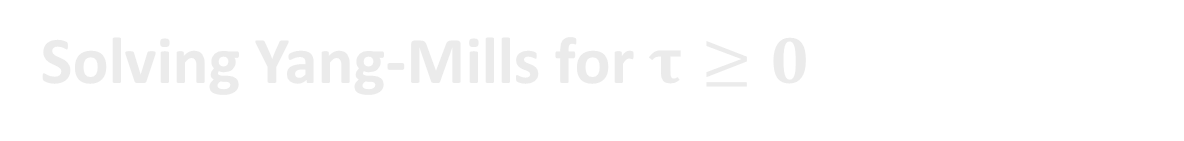 Solving Yang-Mills for τ ≥ 0